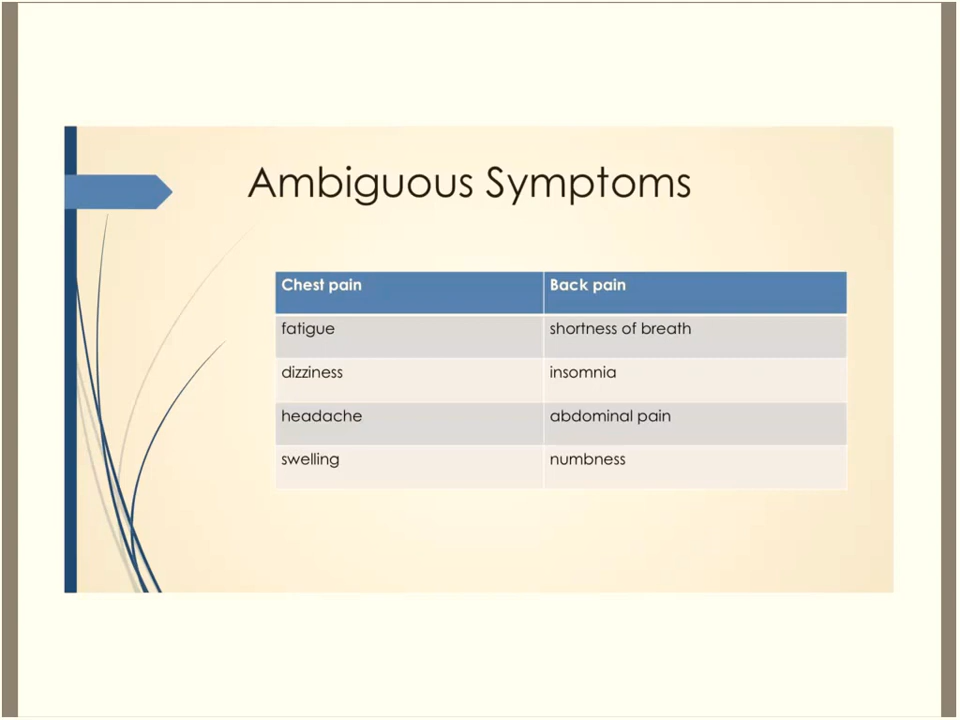 Ambiguous Symptoms
Chest pain Back pain
fatigue shortness of breath
dizziness insomnia
headache abdominal pain
swelling numbness